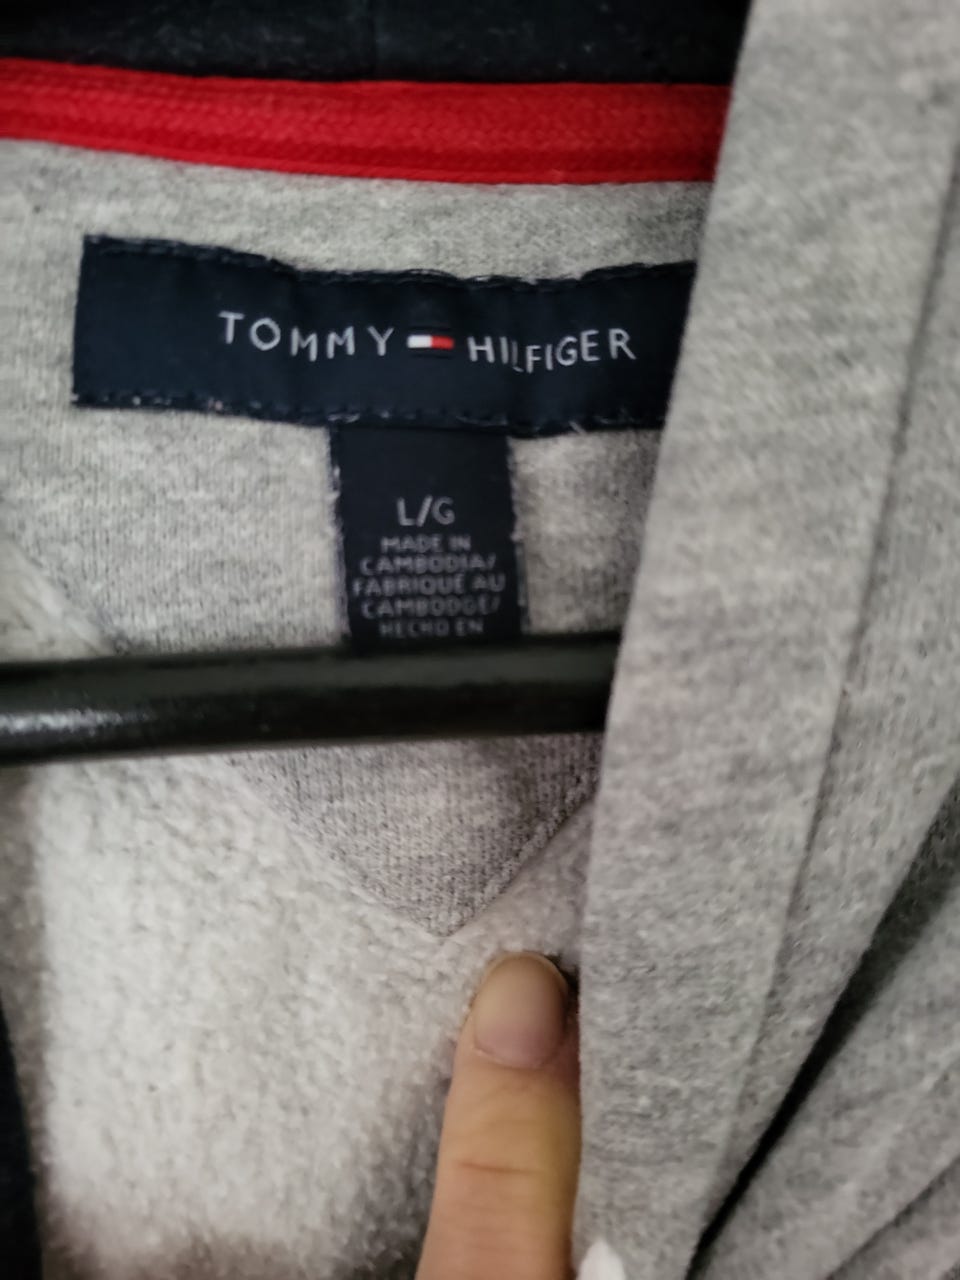 TOMMY HILFIGER
L/G
MADE IN
CAMBODIA/
FABRIQUÉ AU
CAMBODGE/
HECHO EN